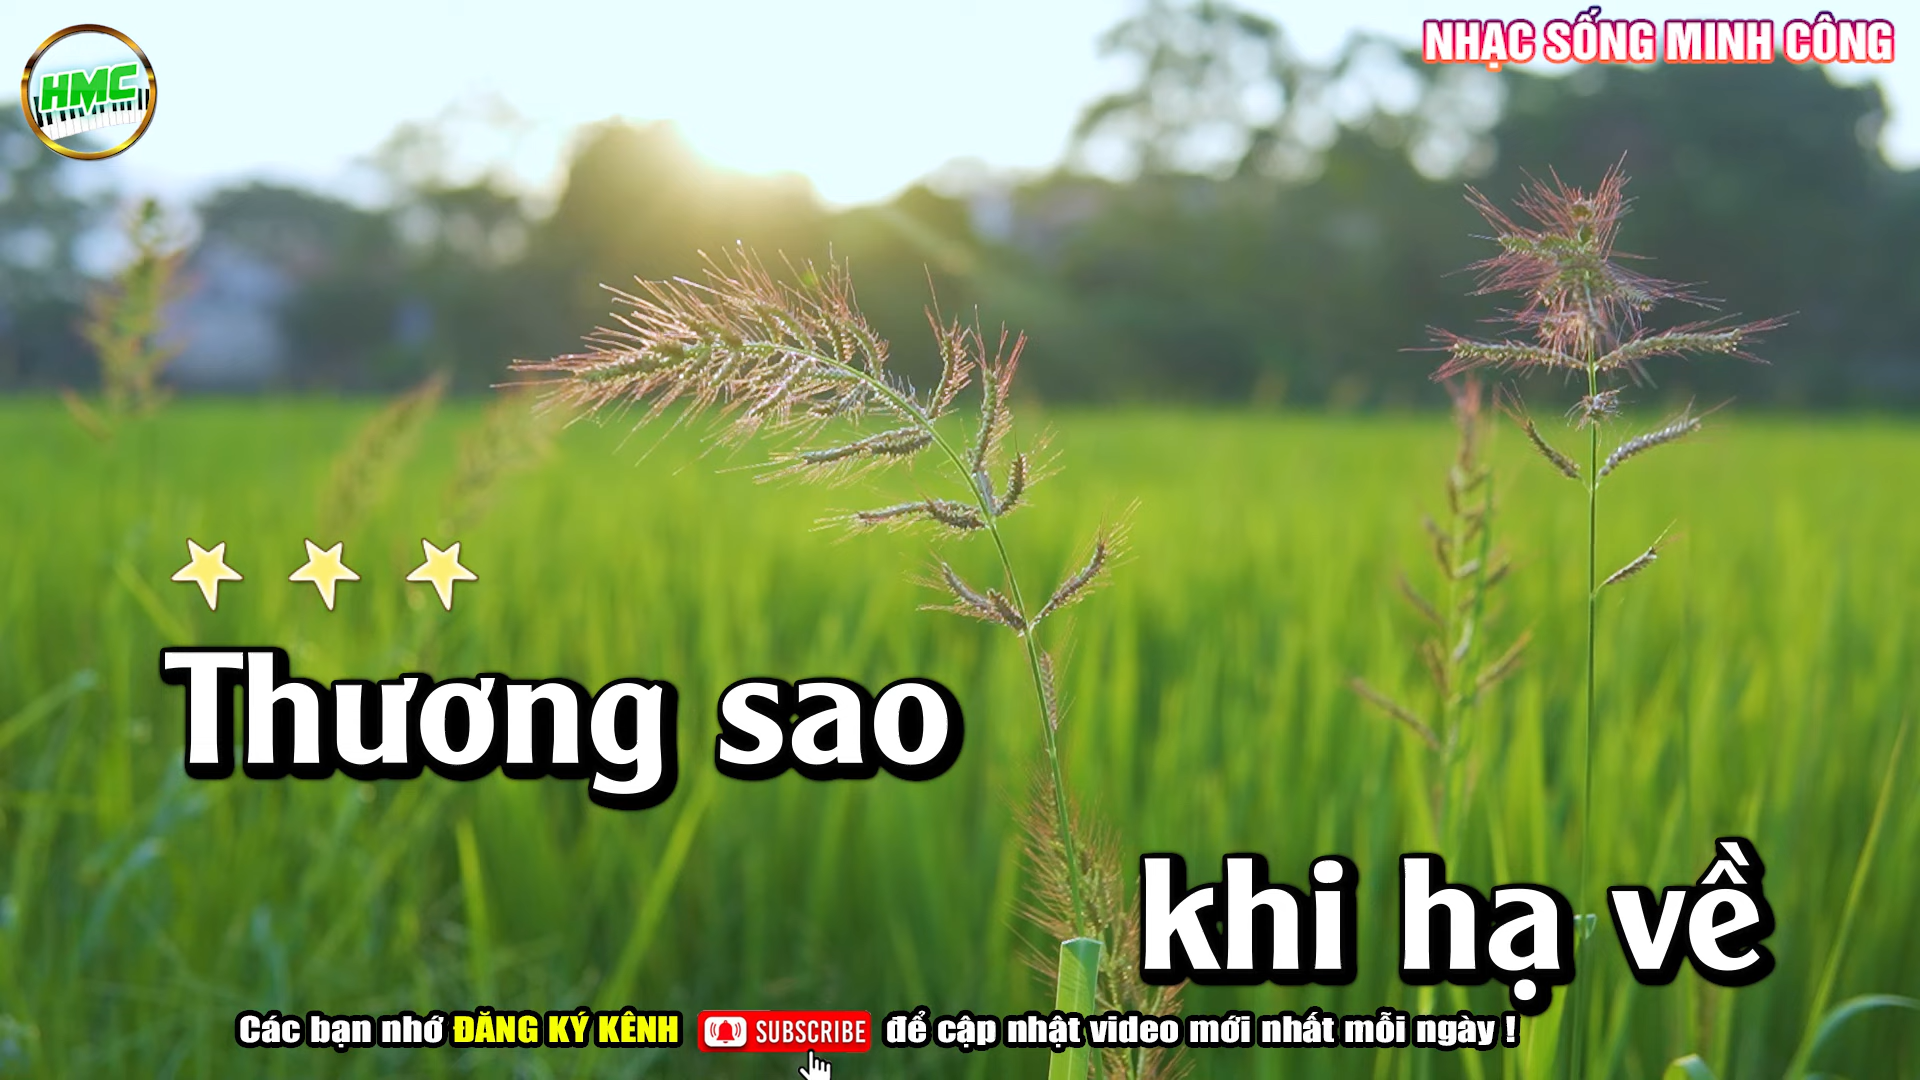 HMC
NHẠC SỐNG MINH CÔNG
Thương sao
khi hạ về
Các bạn nhớ ĐĂNG KÝ KÊNH SUBSCRIBE để cập nhật video mới nhất mỗi ngày !